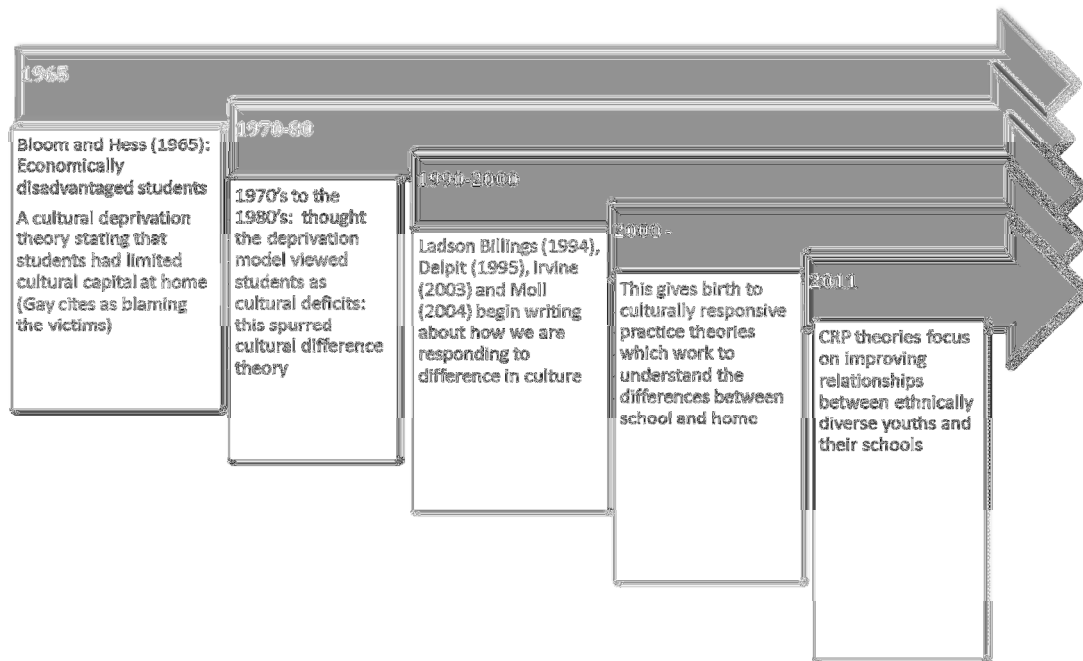 1965
Bloom and Hess (1965):
Economically
disadvantaged students
A cultural deprivation
theory stating that
students had limited
cultural capital at home
(Gay cites as blaming
the victims)
1970-80
1970's to the
1980's: thought
the deprivation
model viewed
students as
cultural deficits:
this spurred
cultural difference
theory
1990-2000
Ladson Billings (1994),
Delpit (1995), Irvine
(2003) and Moll
(2004) begin writing
about how we are
responding to
difference in culture
2000 -
This gives birth to
culturally responsive
practice theories
which work to
understand the
differences between
school and home
2011
CRP theories focus
on improving
relationships
between ethnically
diverse youths and
their schools